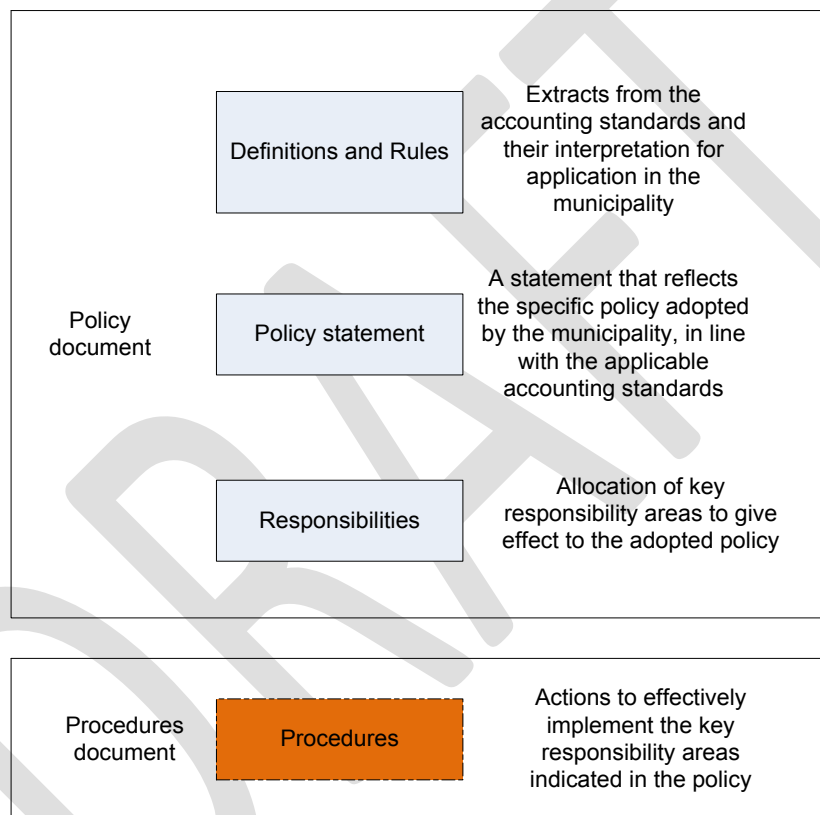 Definitions and Rules
Extracts from the
accounting standards and
their interpretation for
application in the
municipality
Policy
document
Policy statement
A statement that reflects
the specific policy adopted
by the municipality, in line
with the applicable
accounting standards
Responsibilities
Allocation of key
responsibility areas to give
effect to the adopted policy
Procedures
document
Procedures
Actions to effectively
implement the key
responsibility areas
indicated in the policy
DRAFT